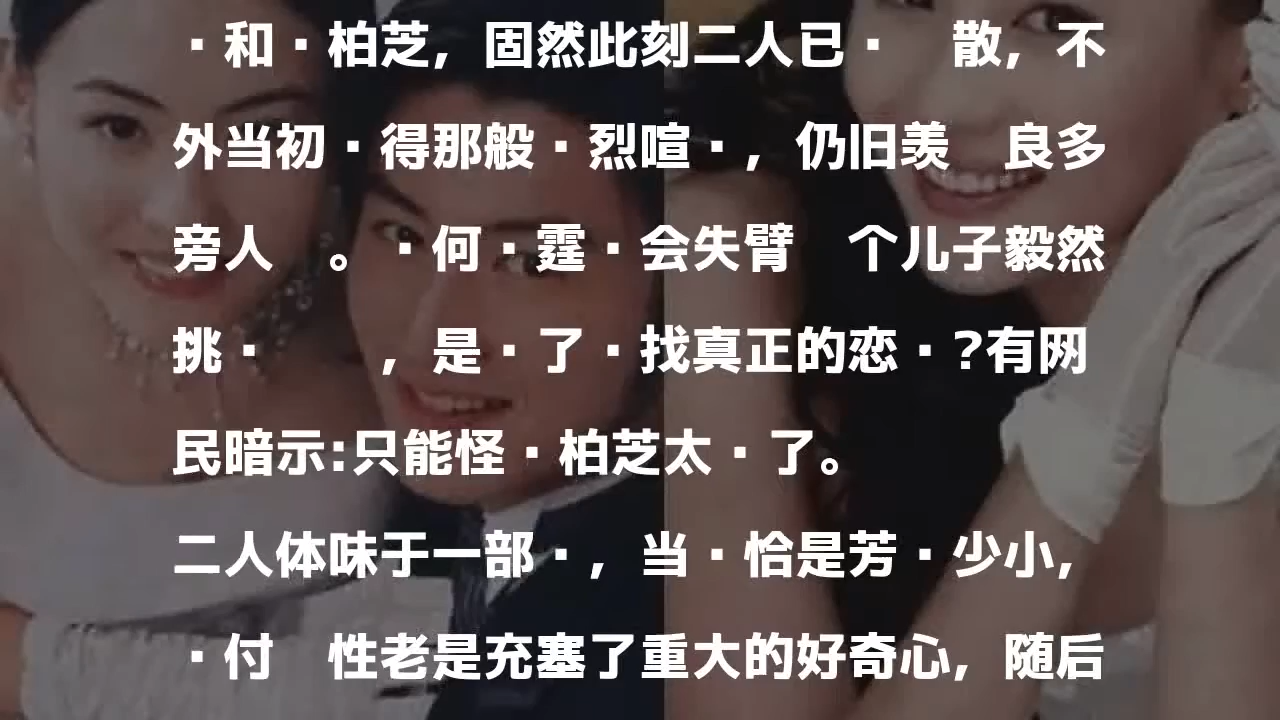 ·和·柏芝，固然此刻二人已·　散，不
外当初·得那般·烈喧·，仍旧羡　良多
旁人　。·何·霆·会失臂　个儿子毅然
挑·　　，是·了·找真正的恋·?有网
民暗示:只能怪·柏芝太·了。
二人体味于一部·，当·恰是芳·少小，
·付　性老是充塞了重大的好奇心，随后